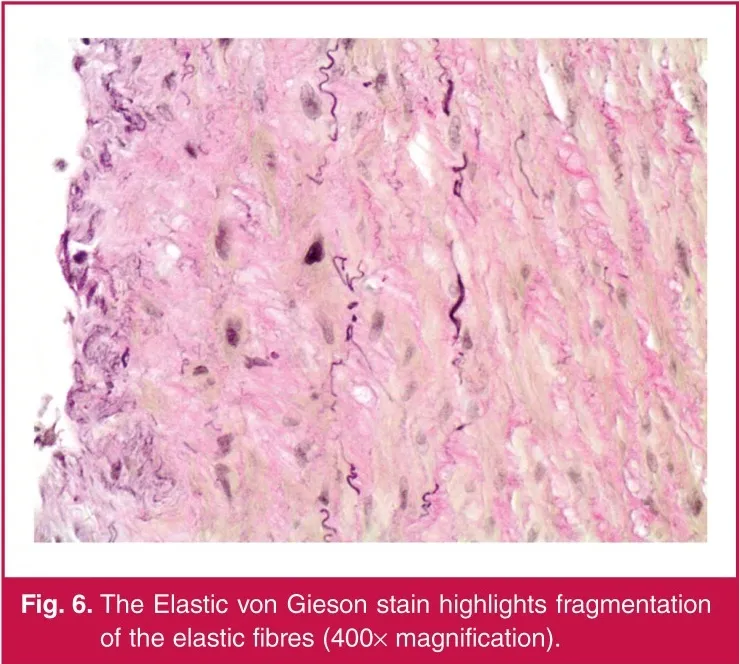 Fig. 6. The Elastic von Gieson stain highlights fragmentation
of the elastic fibres (400× magnification).